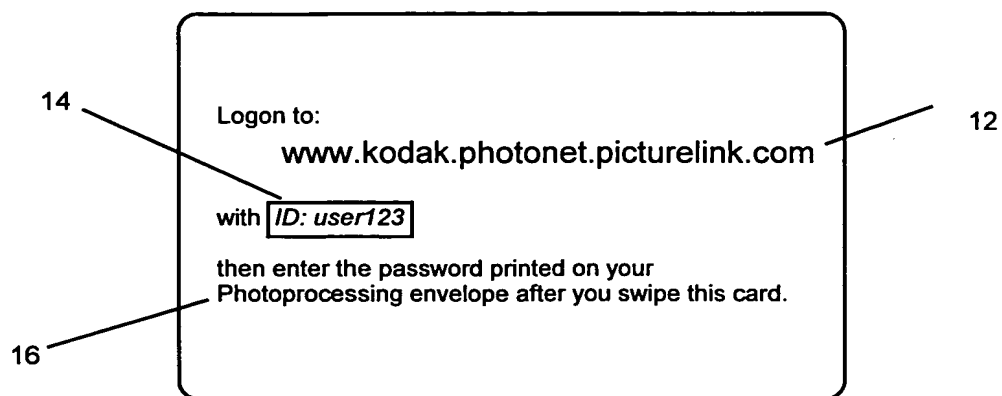 14
Logon to:
12
www.kodak.photonet.picturelink.com
with ID: user123
then enter the password printed on your
Photoprocessing envelope after you swipe this card.
16